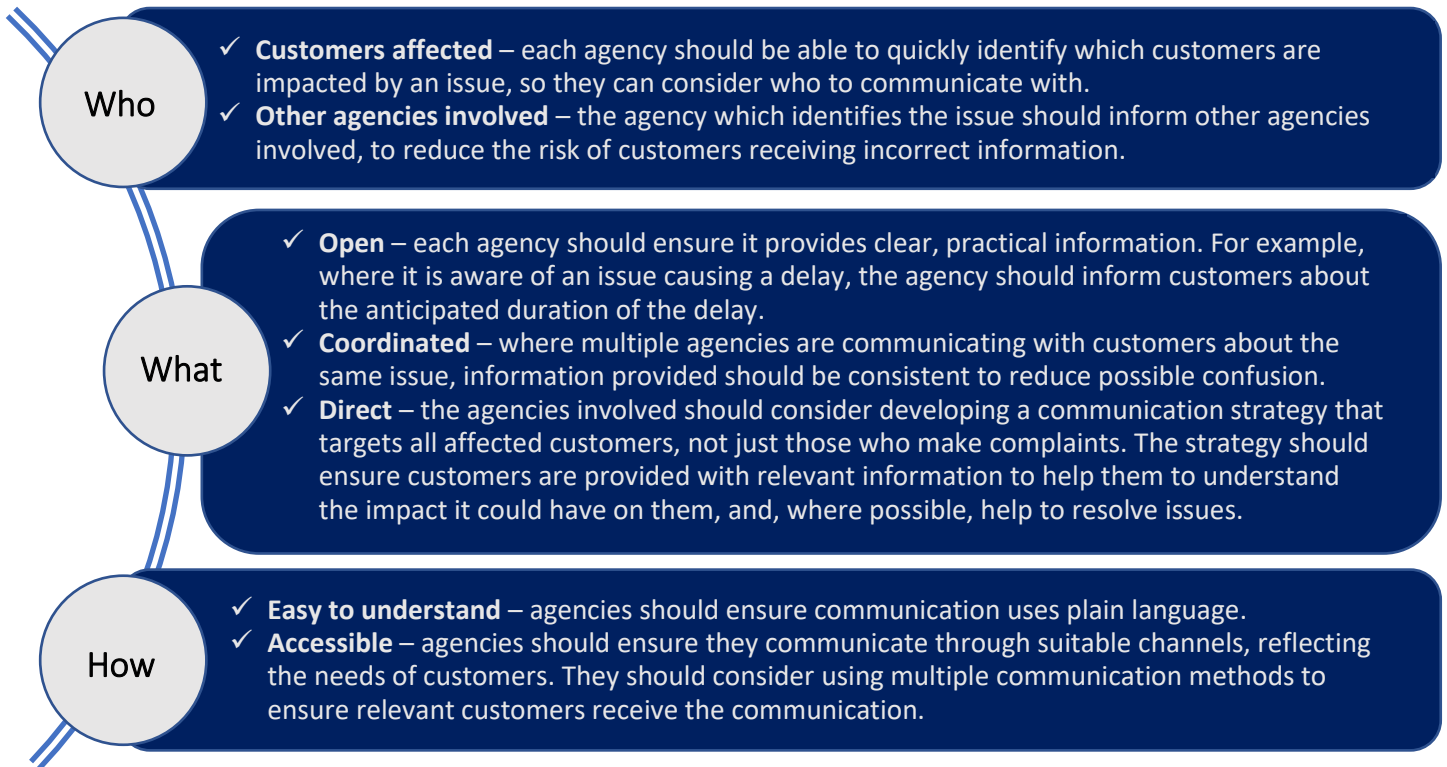 Who
✓ Customers affected – each agency should be able to quickly identify which customers are
impacted by an issue, so they can consider who to communicate with.
✓ Other agencies involved – the agency which identifies the issue should inform other agencies
involved, to reduce the risk of customers receiving incorrect information.
What
✓ Open – each agency should ensure it provides clear, practical information. For example,
where it is aware of an issue causing a delay, the agency should inform customers about
the anticipated duration of the delay.
✓ Coordinated – where multiple agencies are communicating with customers about the
same issue, information provided should be consistent to reduce possible confusion.
✓ Direct – the agencies involved should consider developing a communication strategy that
targets all affected customers, not just those who make complaints. The strategy should
ensure customers are provided with relevant information to help them to understand
the impact it could have on them, and, where possible, help to resolve issues.
How
✓ Easy to understand – agencies should ensure communication uses plain language.
✓ Accessible – agencies should ensure they communicate through suitable channels, reflecting
the needs of customers. They should consider using multiple communication methods to
ensure relevant customers receive the communication.